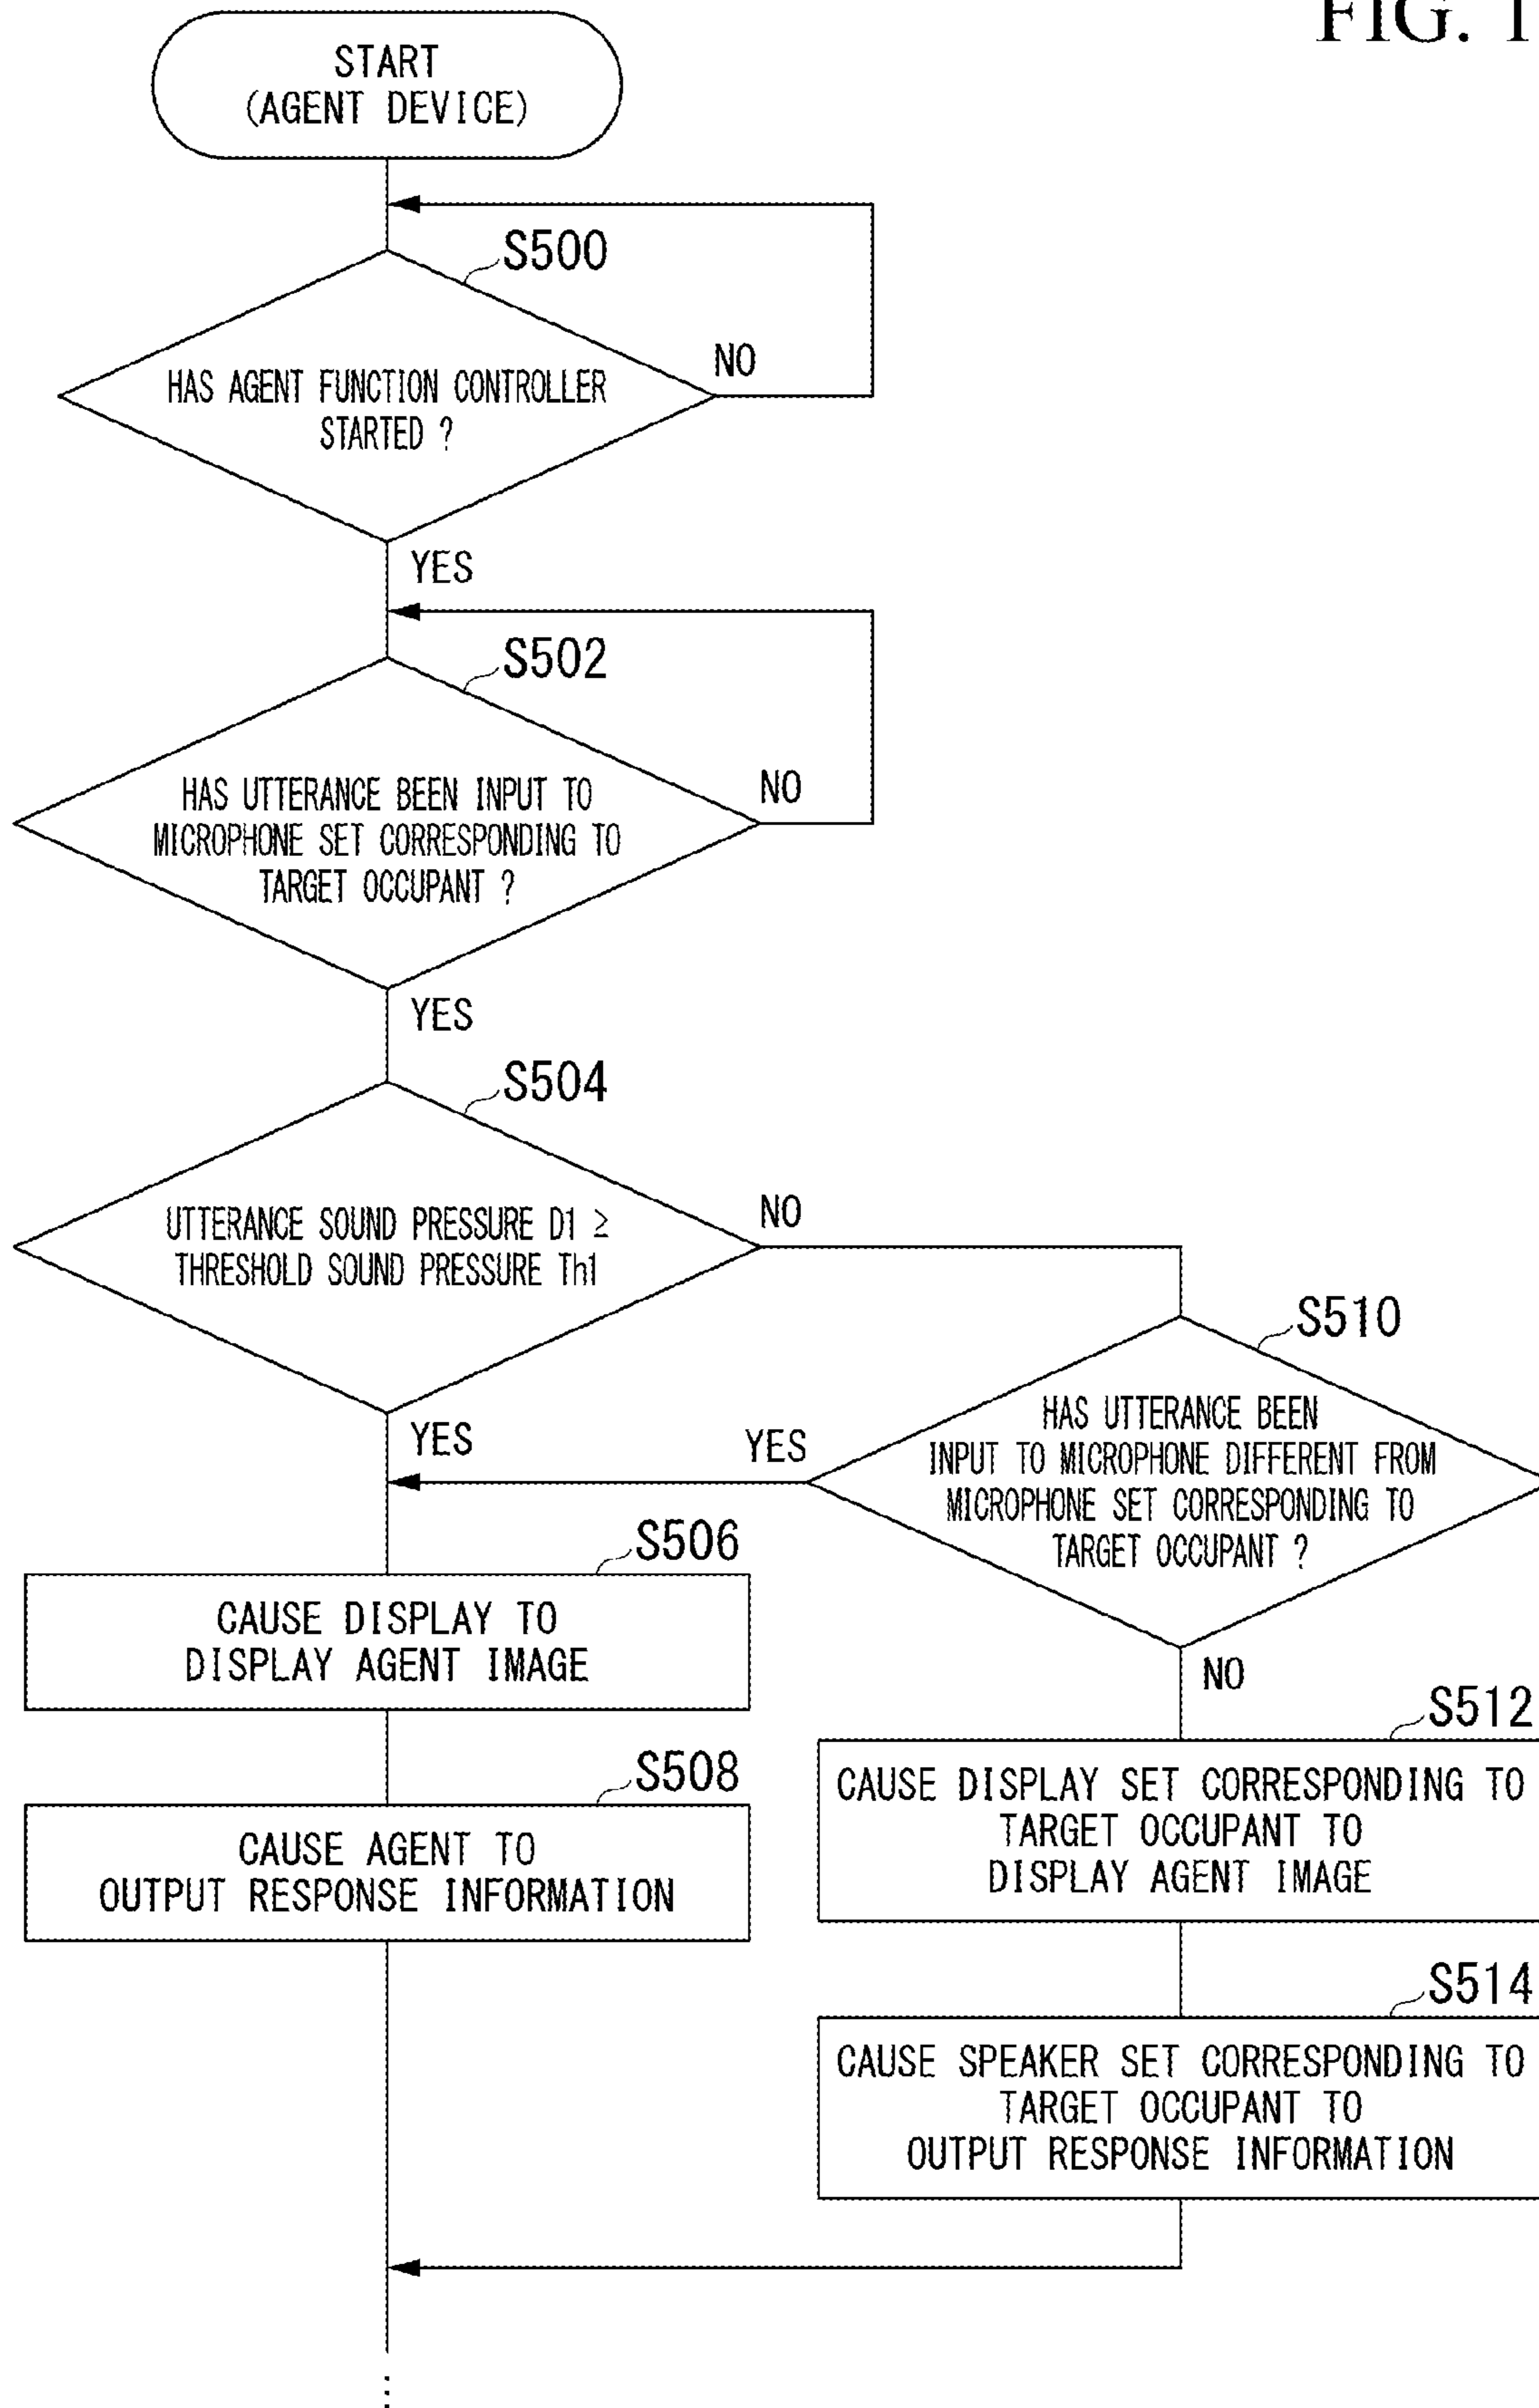 FIG. 1
START
(AGENT DEVICE)
S500
HAS AGENT FUNCTION CONTROLLER
STARTED ?
NO
YES
S502
HAS UTTERANCE BEEN INPUT TO
MICROPHONE SET CORRESPONDING TO
TARGET OCCUPANT ?
NO
YES
S504
UTTERANCE SOUND PRESSURE D1 ≥
THRESHOLD SOUND PRESSURE Th1
NO
YES
S510
HAS UTTERANCE BEEN
INPUT TO MICROPHONE DIFFERENT FROM
MICROPHONE SET CORRESPONDING TO
TARGET OCCUPANT ?
YES
NO
S506
CAUSE DISPLAY TO
DISPLAY AGENT IMAGE
S508
CAUSE AGENT TO
OUTPUT RESPONSE INFORMATION
S512
CAUSE DISPLAY SET CORRESPONDING TO
TARGET OCCUPANT TO
DISPLAY AGENT IMAGE
S514
CAUSE SPEAKER SET CORRESPONDING TO
TARGET OCCUPANT TO
OUTPUT RESPONSE INFORMATION